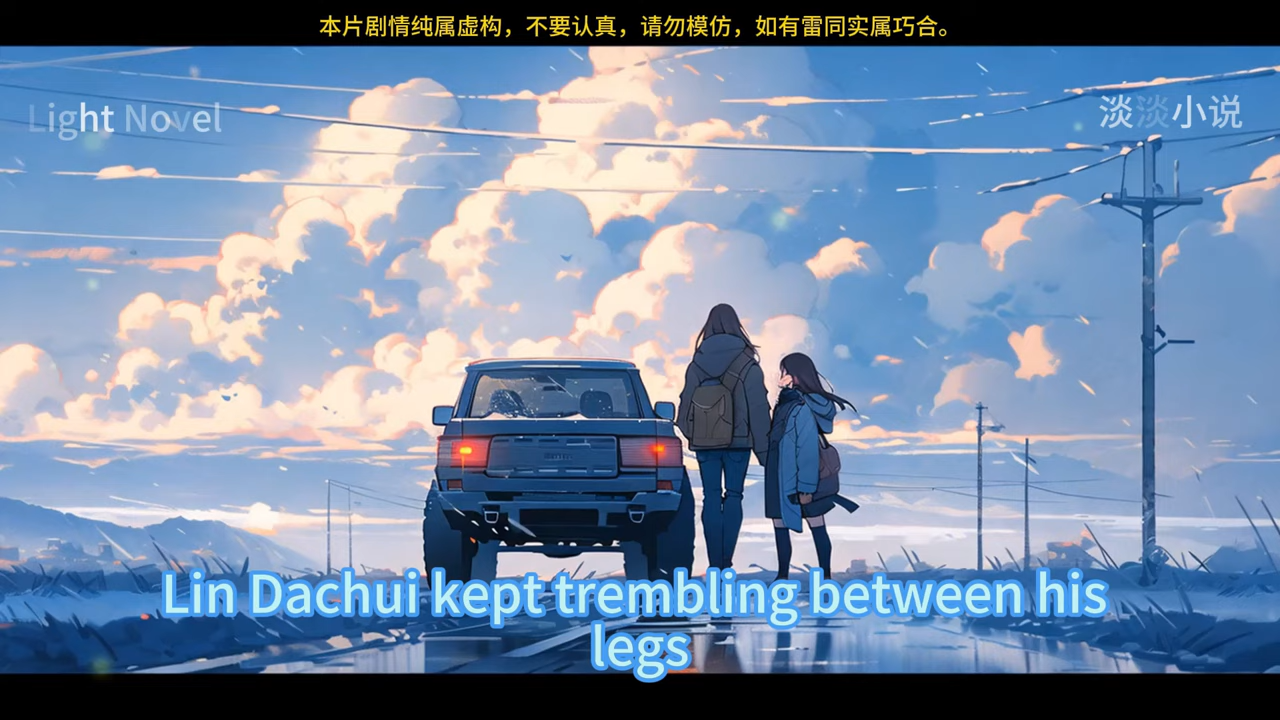 本片剧情纯属虚构，不要认真，请勿模仿，如有雷同实属巧合。
Light Novel
淡淡小说
Lin Dachui kept trembling between his
legs